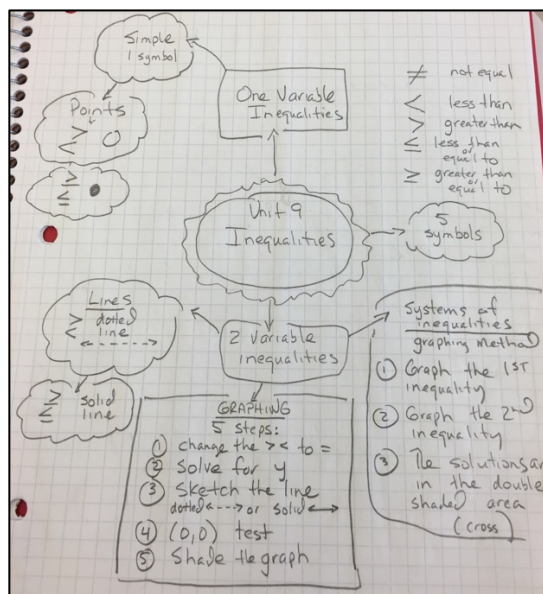 Simple
1 symbol
Points
>
<
≥
≤
One Variable
Inequalities
≠ not equal
< less than
> greater than
≤ less than
or
equal to
≥ greater than
or
equal to
Unit 9
Inequalities
5
symbols
Lines
> dotted
< line
≥ solid
≤ line
2 Variable
inequalities
Systems of
inequalities
graphing method
① Graph the 1ST
inequality
② Graph the 2nd
inequality
③ The solutions are
in the double
shaded area
(cross)
GRAPHING
5 steps:
① change the >< to =
② Solve for y
③ Sketch the line
dotted <---> or solid <->
④ (0,0) test
⑤ Shade the graph